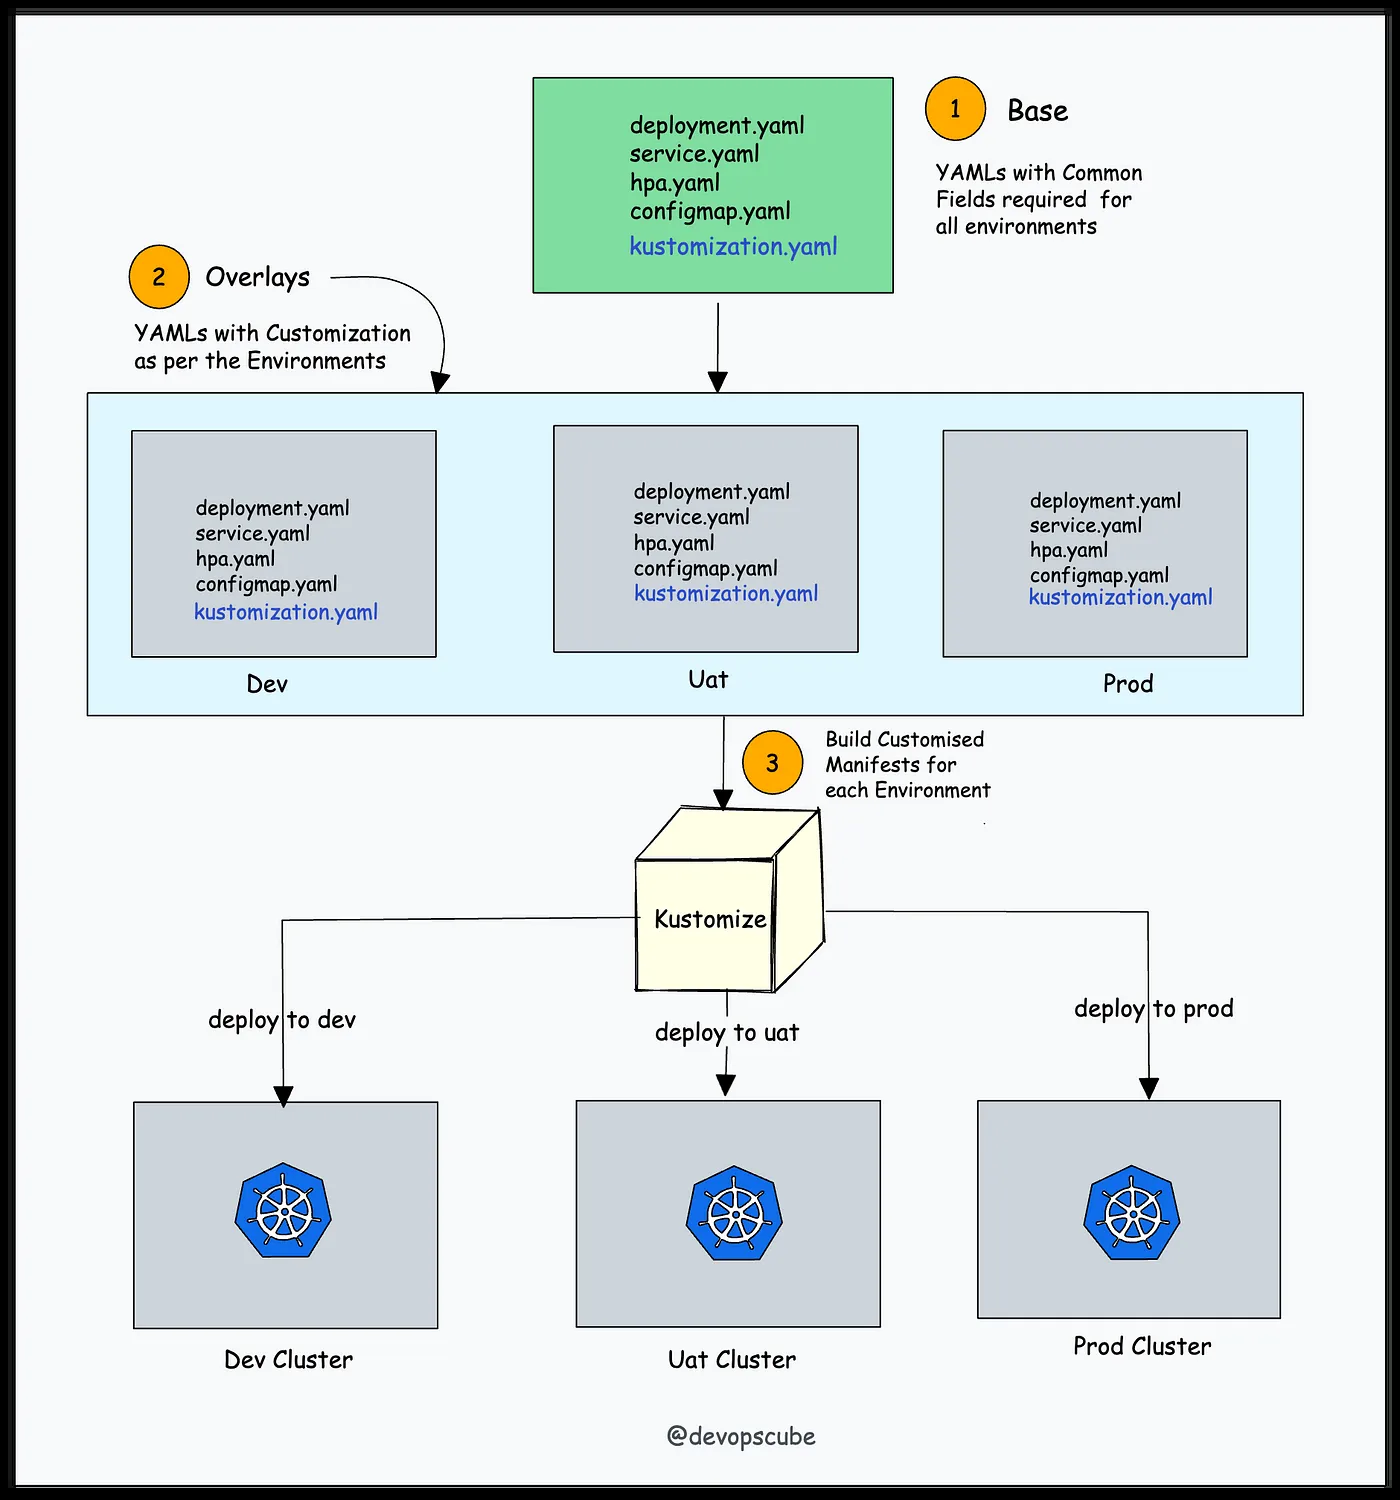 deployment.yaml
service.yaml
hpa.yaml
configmap.yaml
kustomization.yaml
1
Base
YAMLs with Common
Fields required for
all environments
2
Overlays
YAMLs with Customization
as per the Environments
deployment.yaml
service.yaml
hpa.yaml
configmap.yaml
kustomization.yaml
Dev
deployment.yaml
service.yaml
hpa.yaml
configmap.yaml
kustomization.yaml
Uat
deployment.yaml
service.yaml
hpa.yaml
configmap.yaml
kustomization.yaml
Prod
3
Build Customised
Manifests for
each Environment
Kustomize
deploy to dev
deploy to uat
deploy to prod
Dev Cluster
Uat Cluster
Prod Cluster
@devopscube